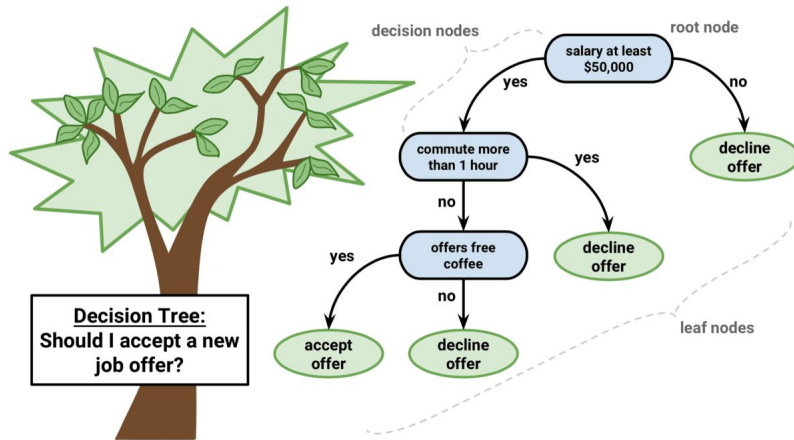 decision nodes
root node
salary at least
$50,000
yes
no
commute more
than 1 hour
yes
decline
offer
no
offers free
coffee
decline
offer
yes
no
Decision Tree:
Should I accept a new
job offer?
accept
offer
decline
offer
leaf nodes